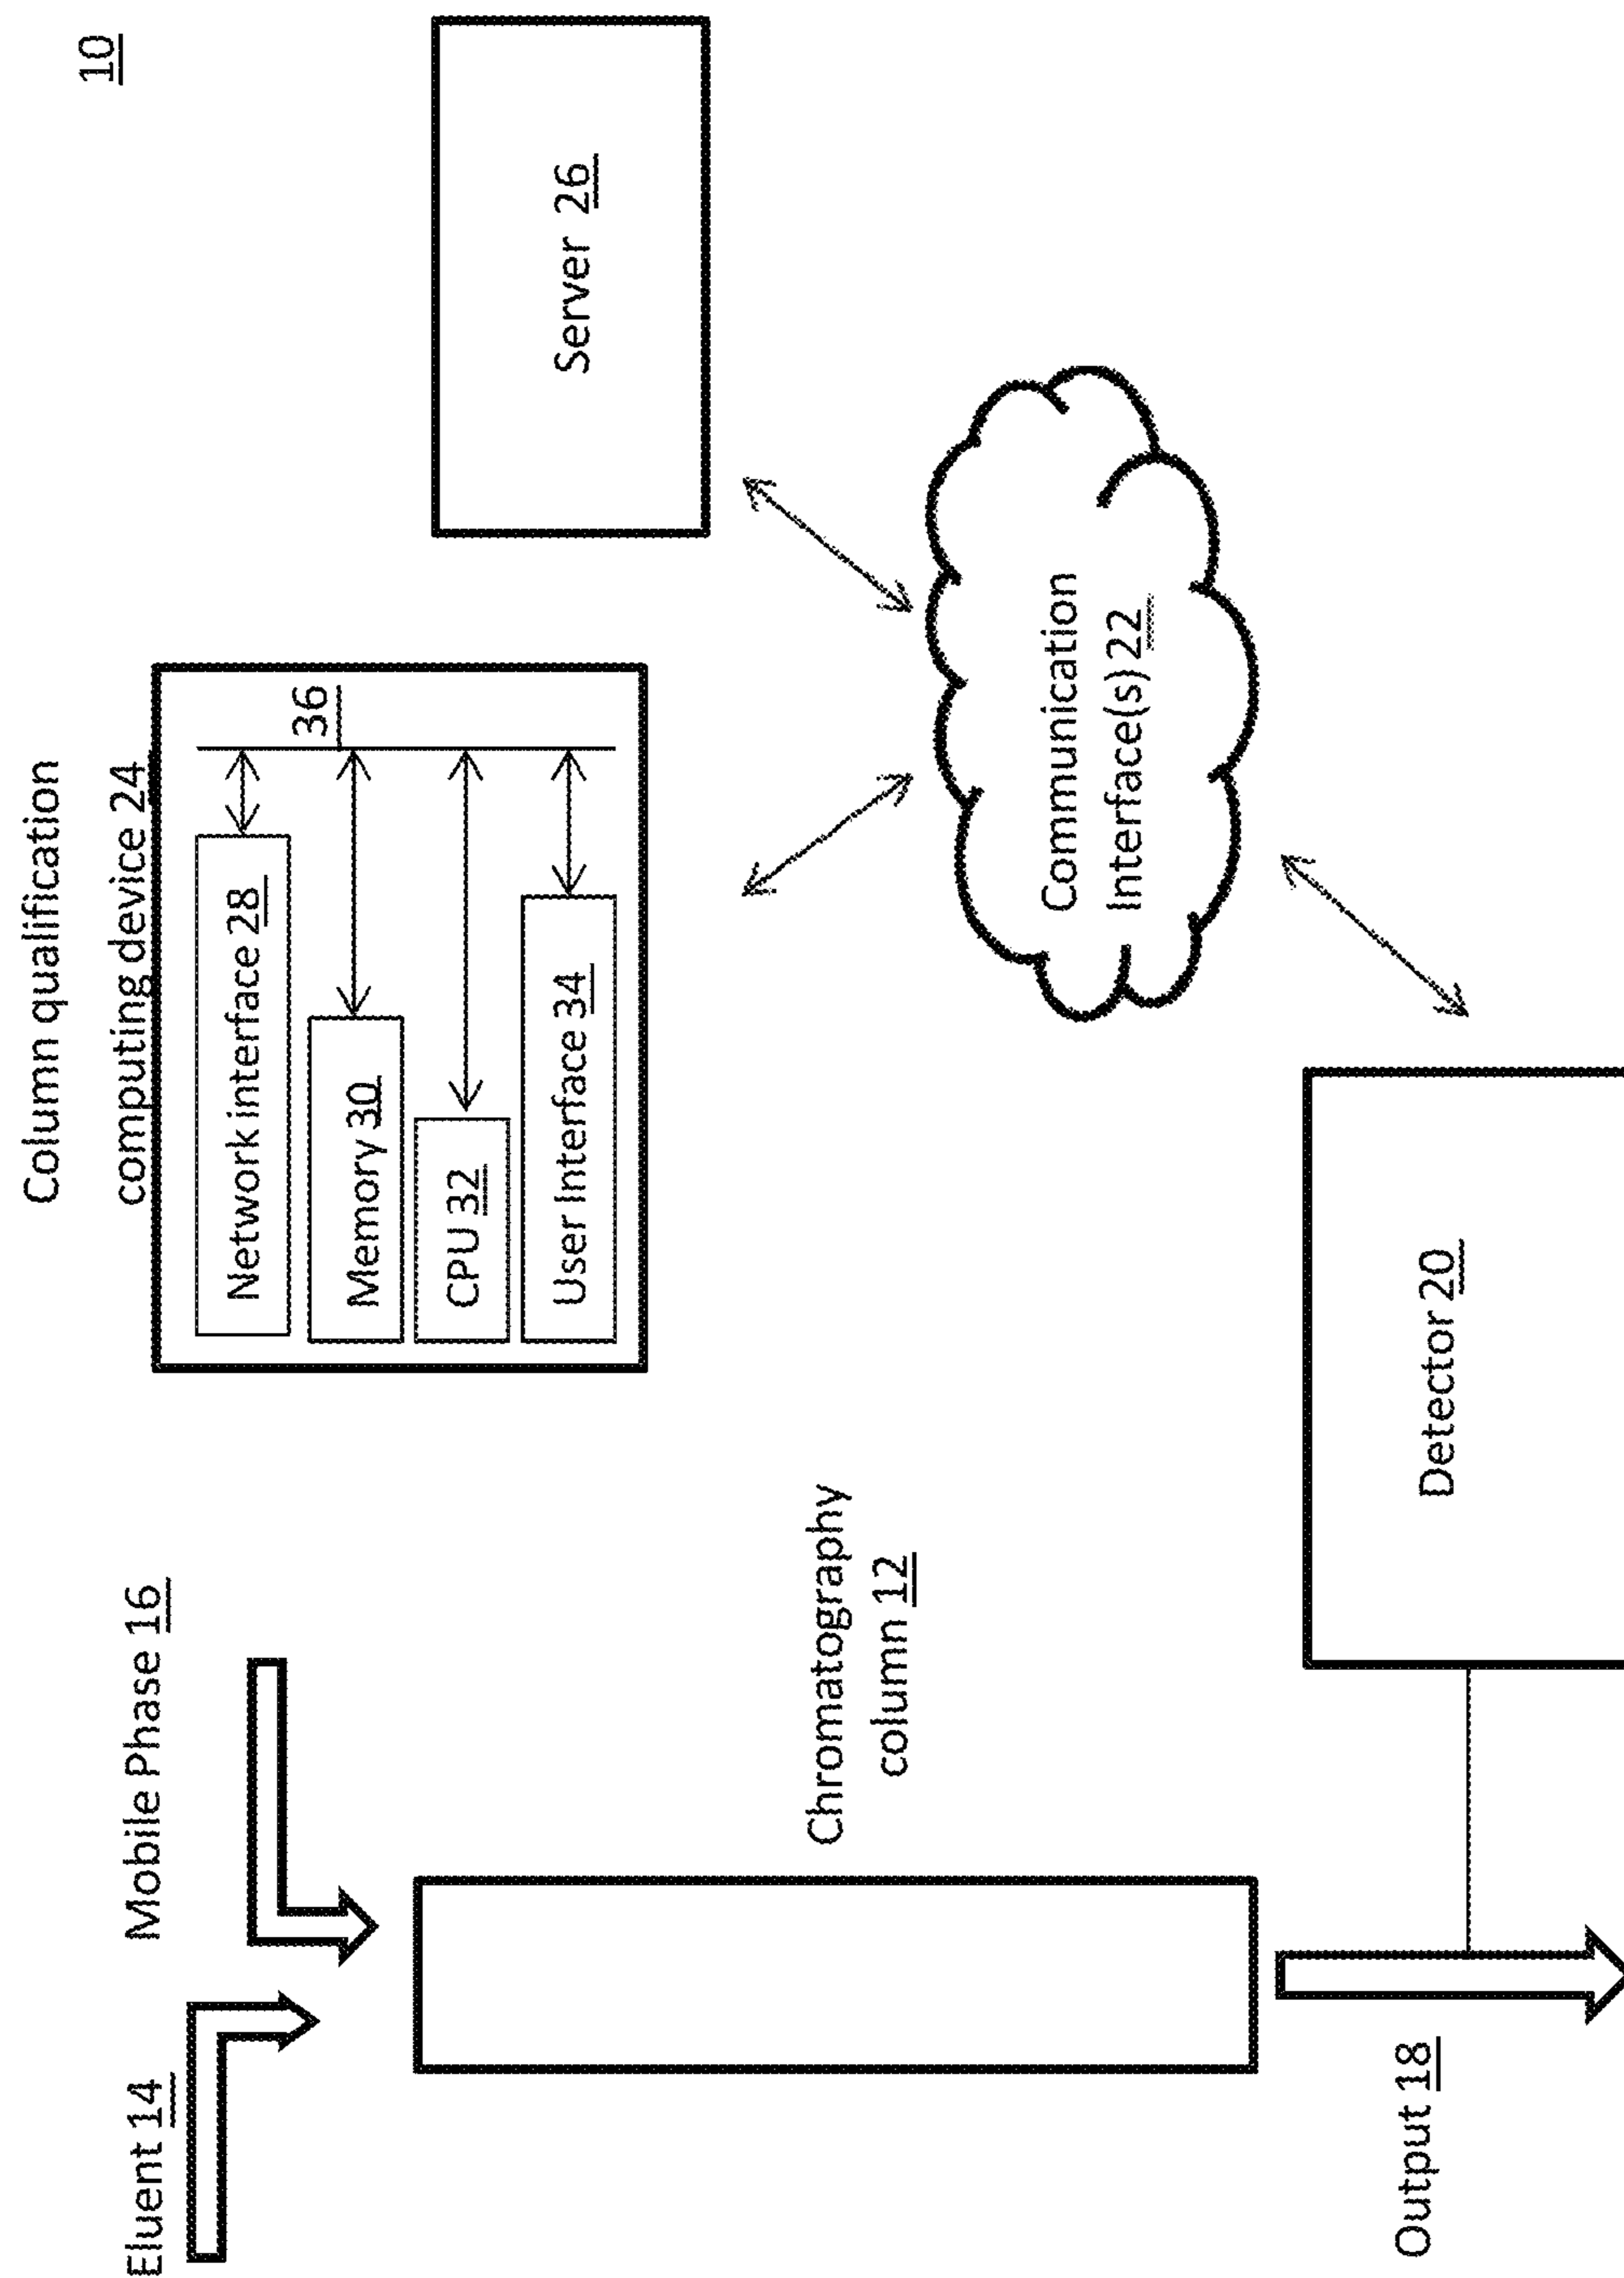 10
Column qualification
computing device 24
Network interface 28
36
Memory 30
CPU 32
User Interface 34
Server 26
Eluent 14
Mobile Phase 16
Chromatography
column 12
Communication
Interface(s) 22
Output 18
Detector 20